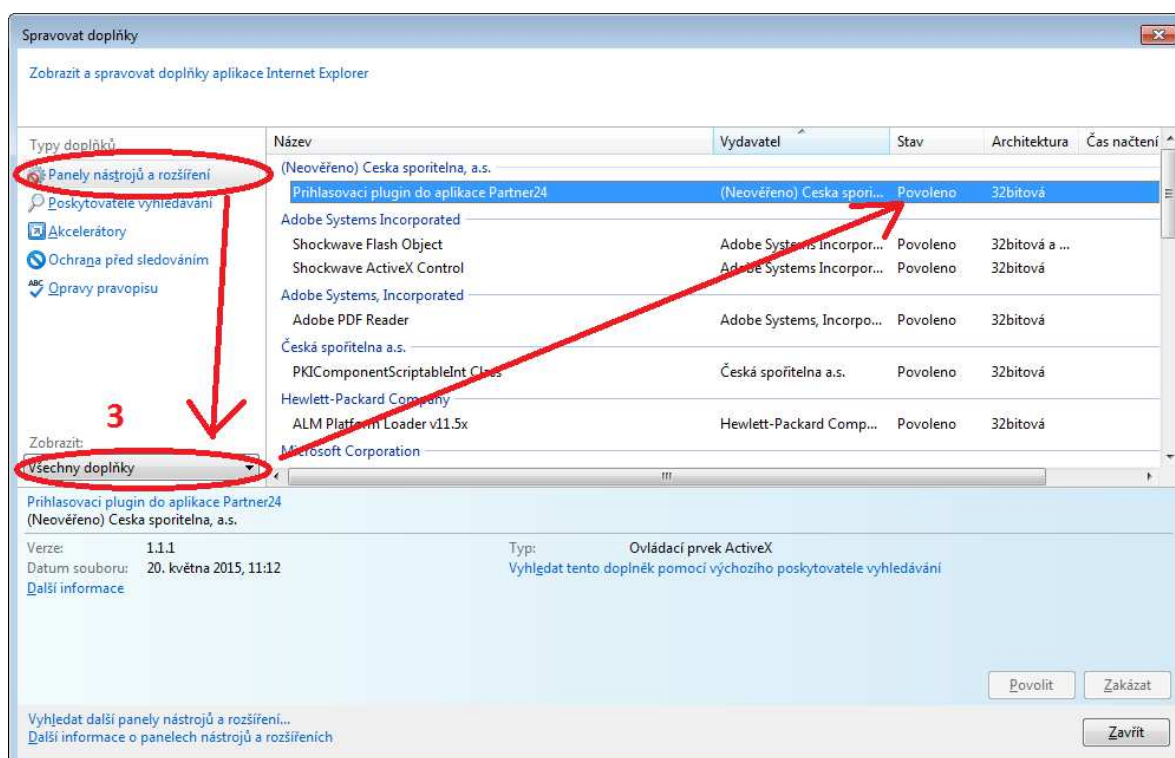 Spravovat doplňky
Zobrazit a spravovat doplňky aplikace Internet Explorer
Typy doplňků
Panely nástrojů a rozšíření
Poskytovatelé vyhledávání
Akcelerátory
Ochrana před sledováním
ABC Opravy pravopisu
3
Zobrazit:
Všechny doplňky
Název Vydavatel Stav Architektura Čas načtení
(Neověřeno) Ceska sporitelna, a.s.
Prihlasovaci plugin do aplikace Partner24 (Neověřeno) Ceska spori... Povoleno 32bitová
Adobe Systems Incorporated
Shockwave Flash Object Adobe Systems Incorpor... Povoleno 32bitová a ...
Shockwave ActiveX Control Adobe Systems Incorpor... Povoleno 32bitová
Adobe Systems, Incorporated
Adobe PDF Reader Adobe Systems, Incorpo... Povoleno 32bitová
Česká spořitelna a.s.
PKIComponentScriptableInt Class Česká spořitelna a.s. Povoleno 32bitová
Hewlett-Packard Company
ALM Platform Loader v11.5x Hewlett-Packard Comp... Povoleno 32bitová
Microsoft Corporation
Prihlasovaci plugin do aplikace Partner24
(Neověřeno) Ceska sporitelna, a.s.
Verze: 1.1.1 Typ: Ovládací prvek ActiveX
Datum souboru: 20. května 2015, 11:12 Vyhledat tento doplněk pomocí výchozího poskytovatele vyhledávání
Další informace
Povolit Zakázat
Vyhledat další panely nástrojů a rozšíření...
Další informace o panelech nástrojů a rozšířeních
Zavřít